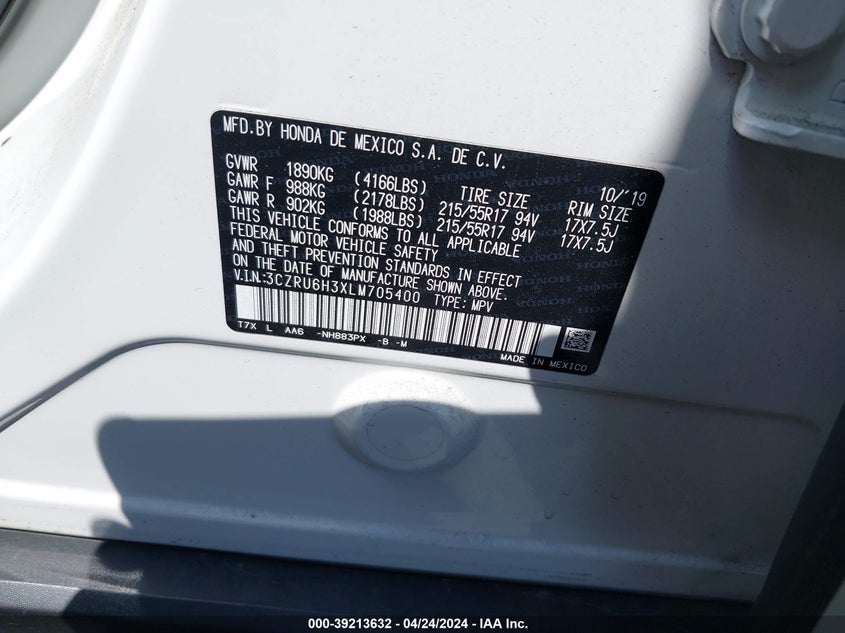 MFD.BY HONDA DE MEXICO S.A. DE C.V.
10/'19
GVWR 1890KG (4166LBS) TIRE SIZE RIM SIZE
GAWR F 988KG (2178LBS) 215/55R17 94V 17X7.5J
GAWR R 902KG (1988LBS) 215/55R17 94V 17X7.5J
THIS VEHICLE CONFORMS TO ALL APPLICABLE
FEDERAL MOTOR VEHICLE SAFETY
AND THEFT PREVENTION STANDARDS IN EFFECT
ON THE DATE OF MANUFACTURE SHOWN ABOVE.
V.I.N.:3CZRU6H3XLM705400 TYPE: MPV
T7X L AA6 -NH883PX -B -M
MADE IN MEXICO
000-39213632 - 04/24/2024 - IAA Inc.